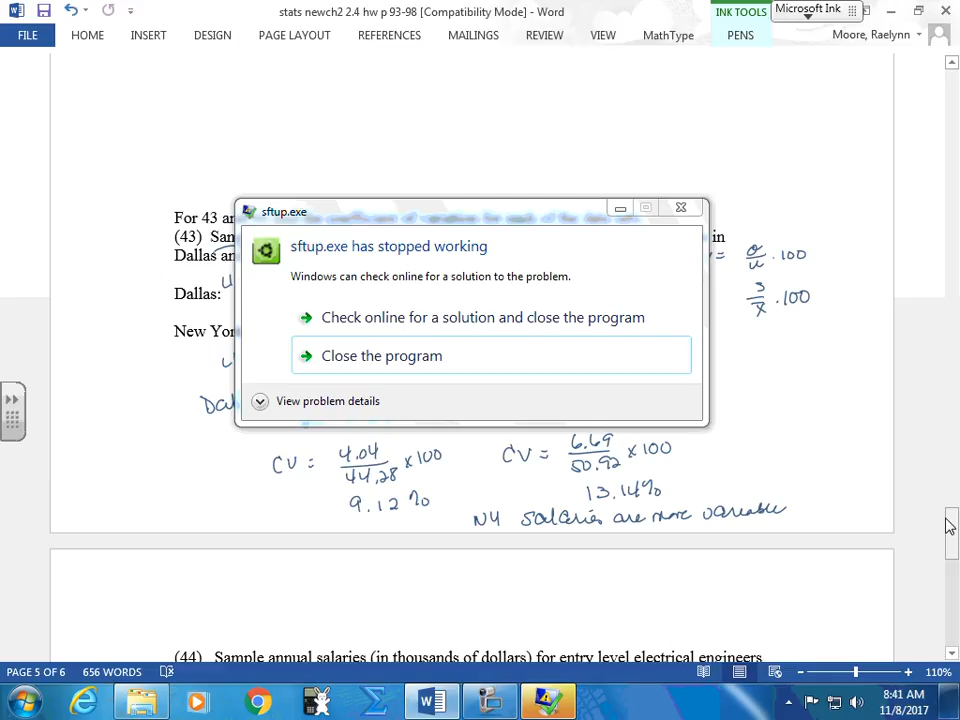 stats newch2 2.4 hw p 93-98 [Compatibility Mode] - Word
INK TOOLS
Microsoft Ink
FILE HOME INSERT DESIGN PAGE LAYOUT REFERENCES MAILINGS REVIEW VIEW MathType PENS Moore, Raelynn
For 43 an
(43) Sam in
Dallas an = σ/μ · 100
Dallas:
s/x̄ · 100
New Yor
Dal
sftup.exe
sftup.exe has stopped working
Windows can check online for a solution to the problem.
Check online for a solution and close the program
Close the program
View problem details
CV = 4.04/44.28 × 100
9.12%
CV = 6.69/50.92 × 100
13.14%
NY salaries are more variable
(44) Sample annual salaries (in thousands of dollars) for entry level electrical engineers
PAGE 5 OF 6 656 WORDS 110%
8:41 AM
11/8/2017